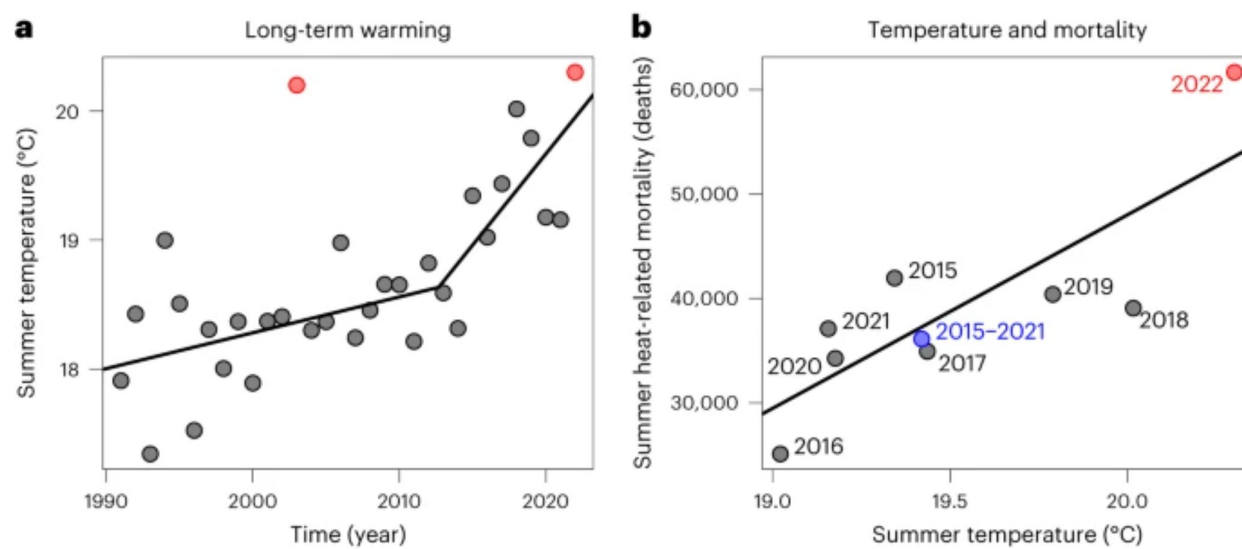 a
Long-term warming
Summer temperature (°C)
20
19
18
1990
2000
2010
2020
Time (year)
b
Temperature and mortality
Summer heat-related mortality (deaths)
60,000
50,000
40,000
30,000
2022
2015
2019
2018
2021
2015–2021
2020
2017
2016
19.0
19.5
20.0
Summer temperature (°C)